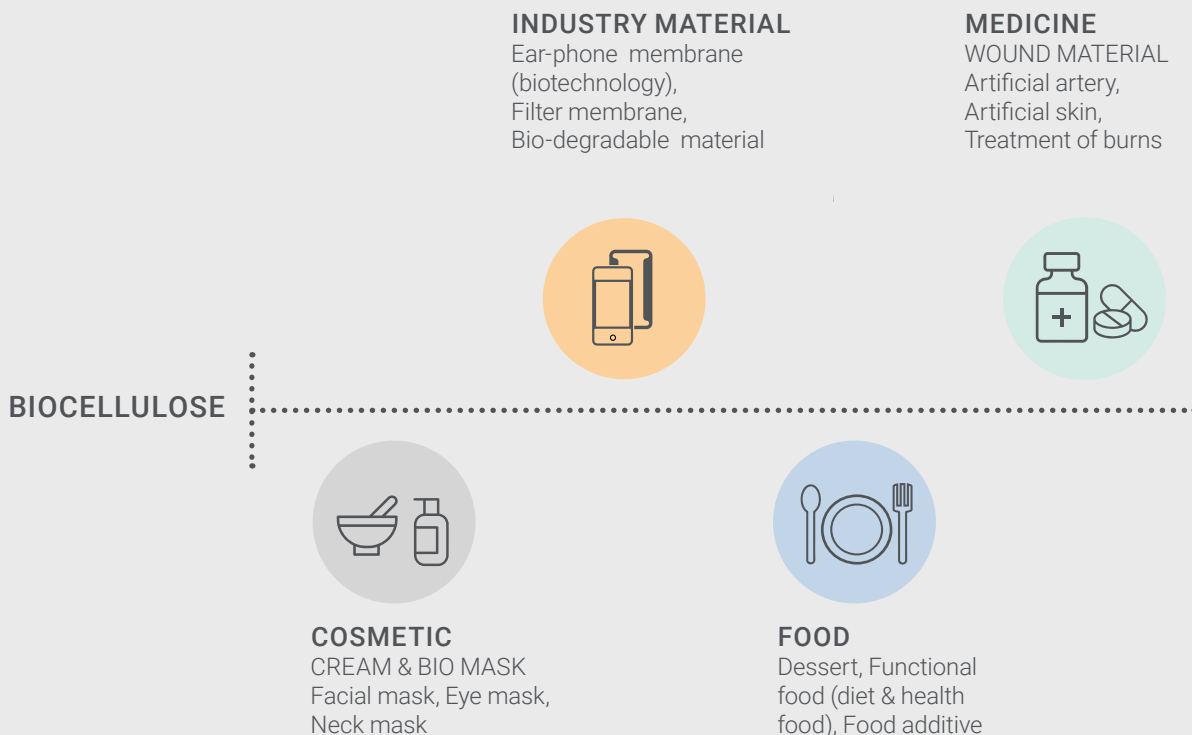 INDUSTRY MATERIAL
Ear-phone membrane
(biotechnology),
Filter membrane,
Bio-degradable material
MEDICINE
WOUND MATERIAL
Artificial artery,
Artificial skin,
Treatment of burns
BIOCELLULOSE
COSMETIC
CREAM & BIO MASK
Facial mask, Eye mask,
Neck mask
FOOD
Dessert, Functional
food (diet & health
food), Food additive